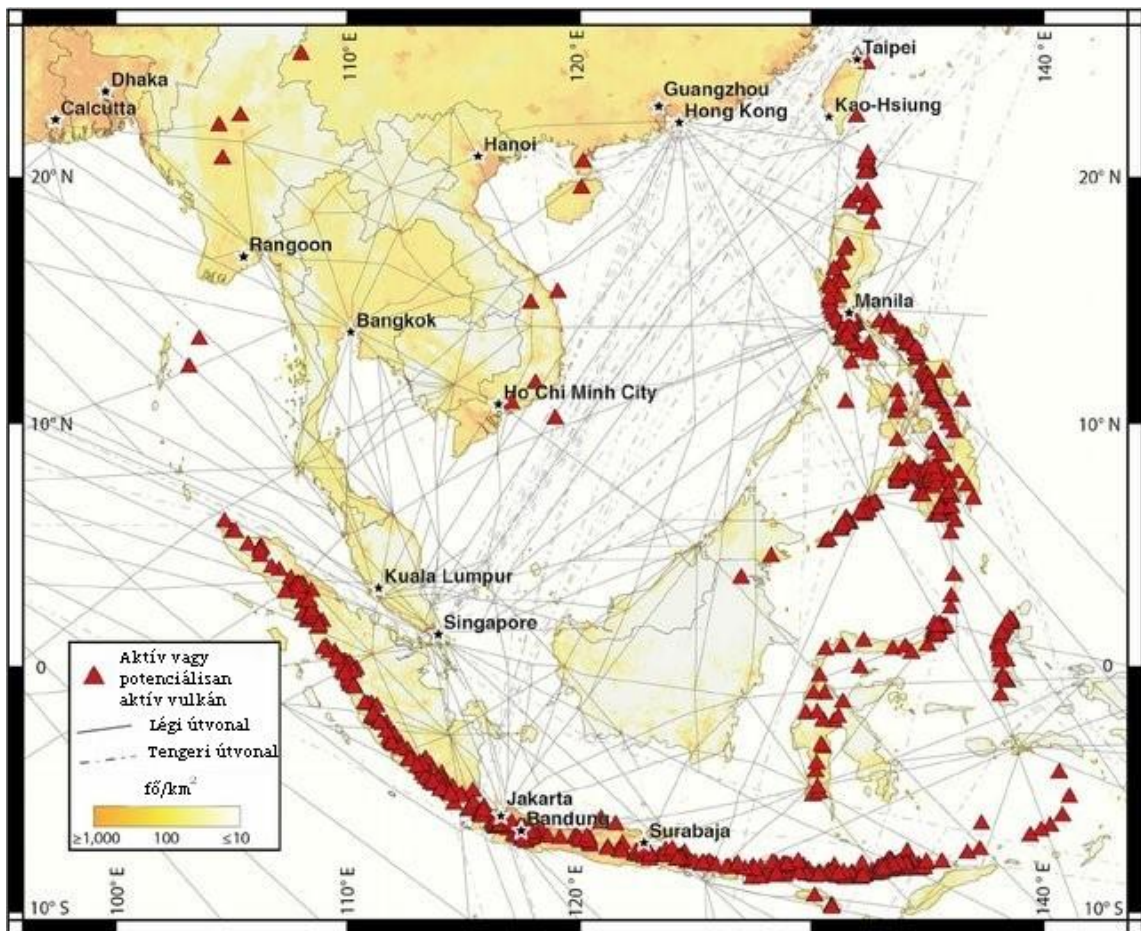 110° E
120° E
140° E
Taipei
Dhaka
Calcutta
Guangzhou
Hong Kong
Kao-Hsiung
Hanoi
20° N
20° N
Rangoon
Manila
Bangkok
Ho Chi Minh City
10° N
10° N
Kuala Lumpur
Singapore
0
0
Aktív vagy
potenciálisan
aktív vulkán
Légi útvonal
Tengeri útvonal
fő/km²
≥1,000
100
≤10
Jakarta
Bandung
Surabaja
10° S
10° S
100° E
110° E
120° E
140° E